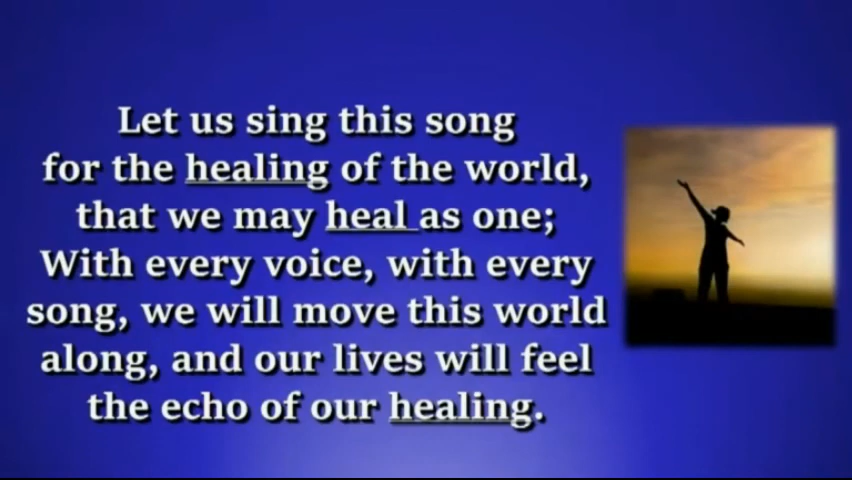 Let us sing this song
for the healing of the world,
that we may heal as one;
With every voice, with every
song, we will move this world
along, and our lives will feel
the echo of our healing.